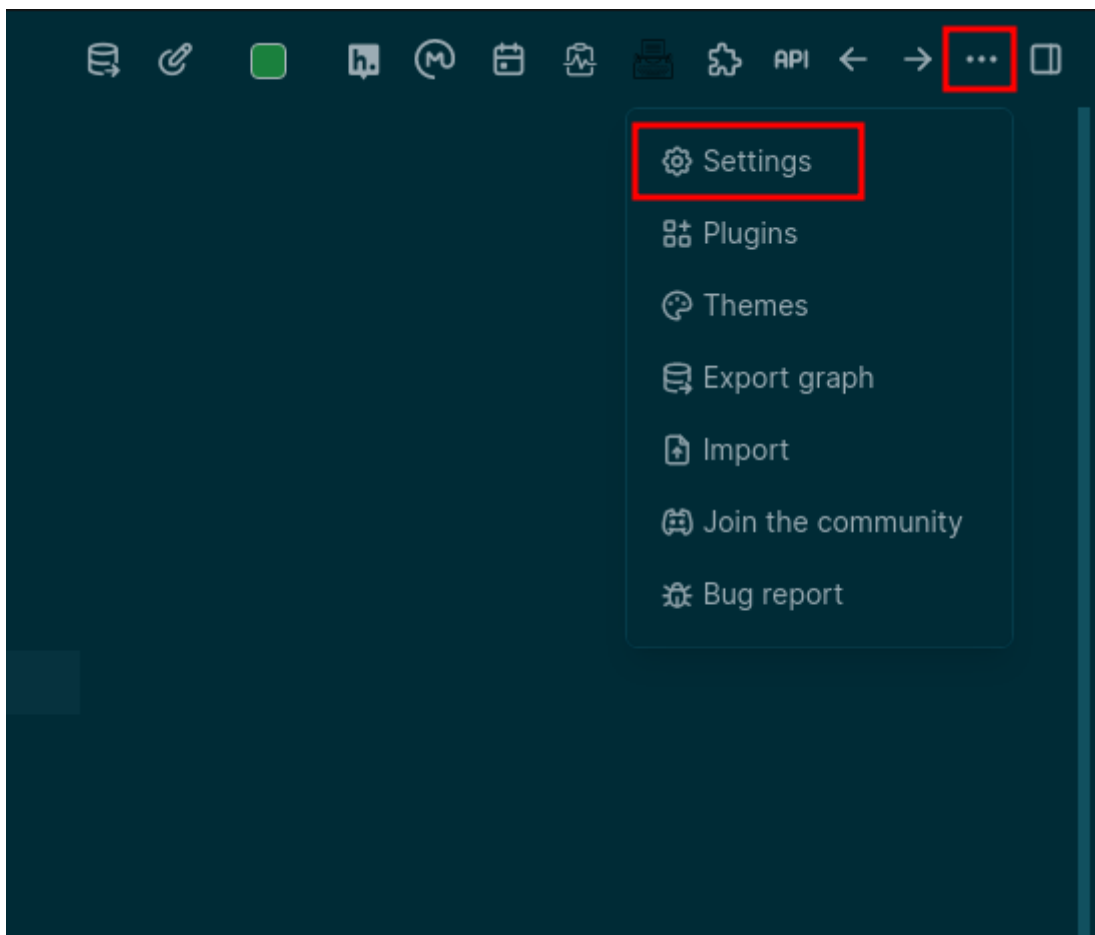 h.
API
Settings
Plugins
Themes
Export graph
Import
Join the community
Bug report